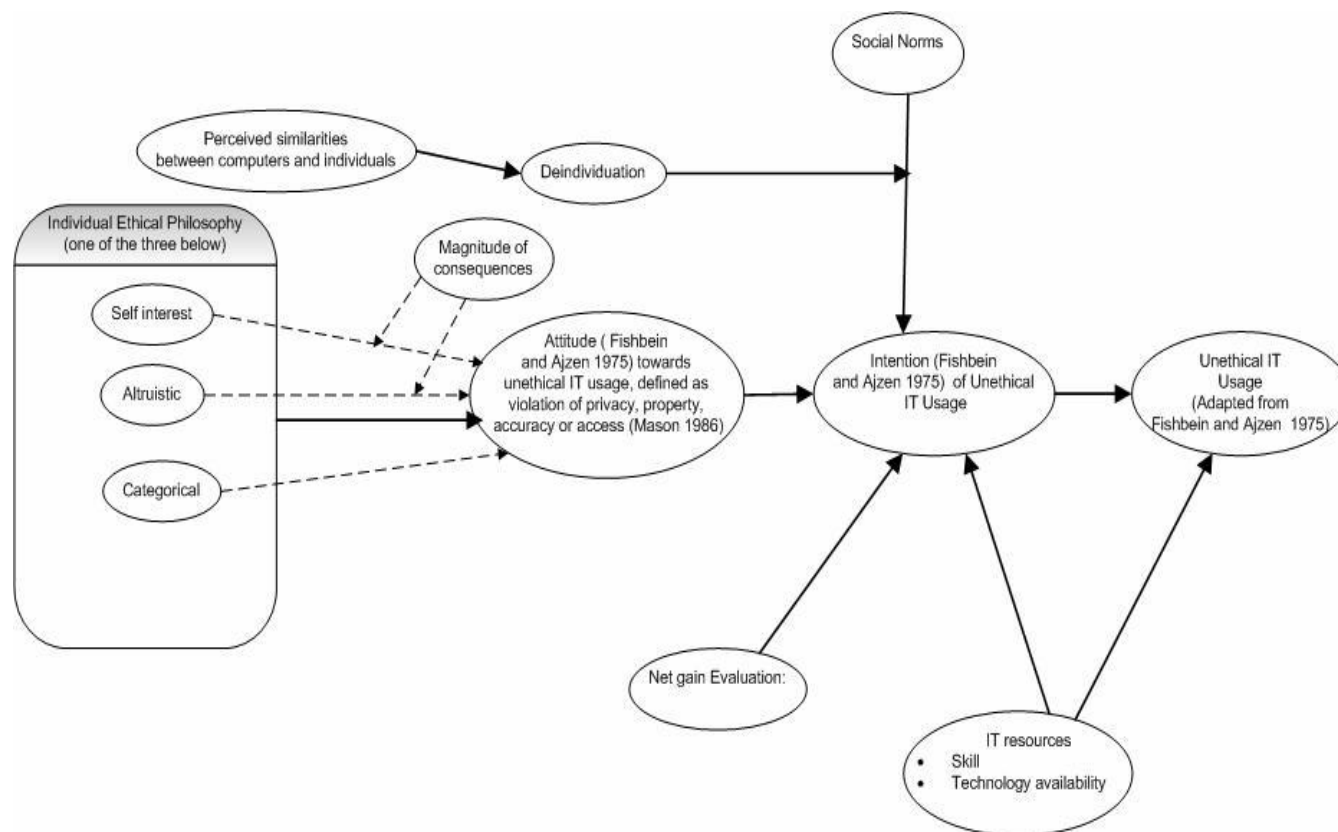 Social Norms
Perceived similarities
between computers and individuals
Deindividuation
Individual Ethical Philosophy
(one of the three below)
Magnitude of
consequences
Self interest
Altruistic
Categorical
Attitude ( Fishbein
and Ajzen 1975) towards
unethical IT usage, defined as
violation of privacy, property,
accuracy or access (Mason 1986)
Intention (Fishbein
and Ajzen 1975) of Unethical
IT Usage
Unethical IT
Usage
(Adapted from
Fishbein and Ajzen 1975)
Net gain Evaluation:
IT resources
• Skill
• Technology availability